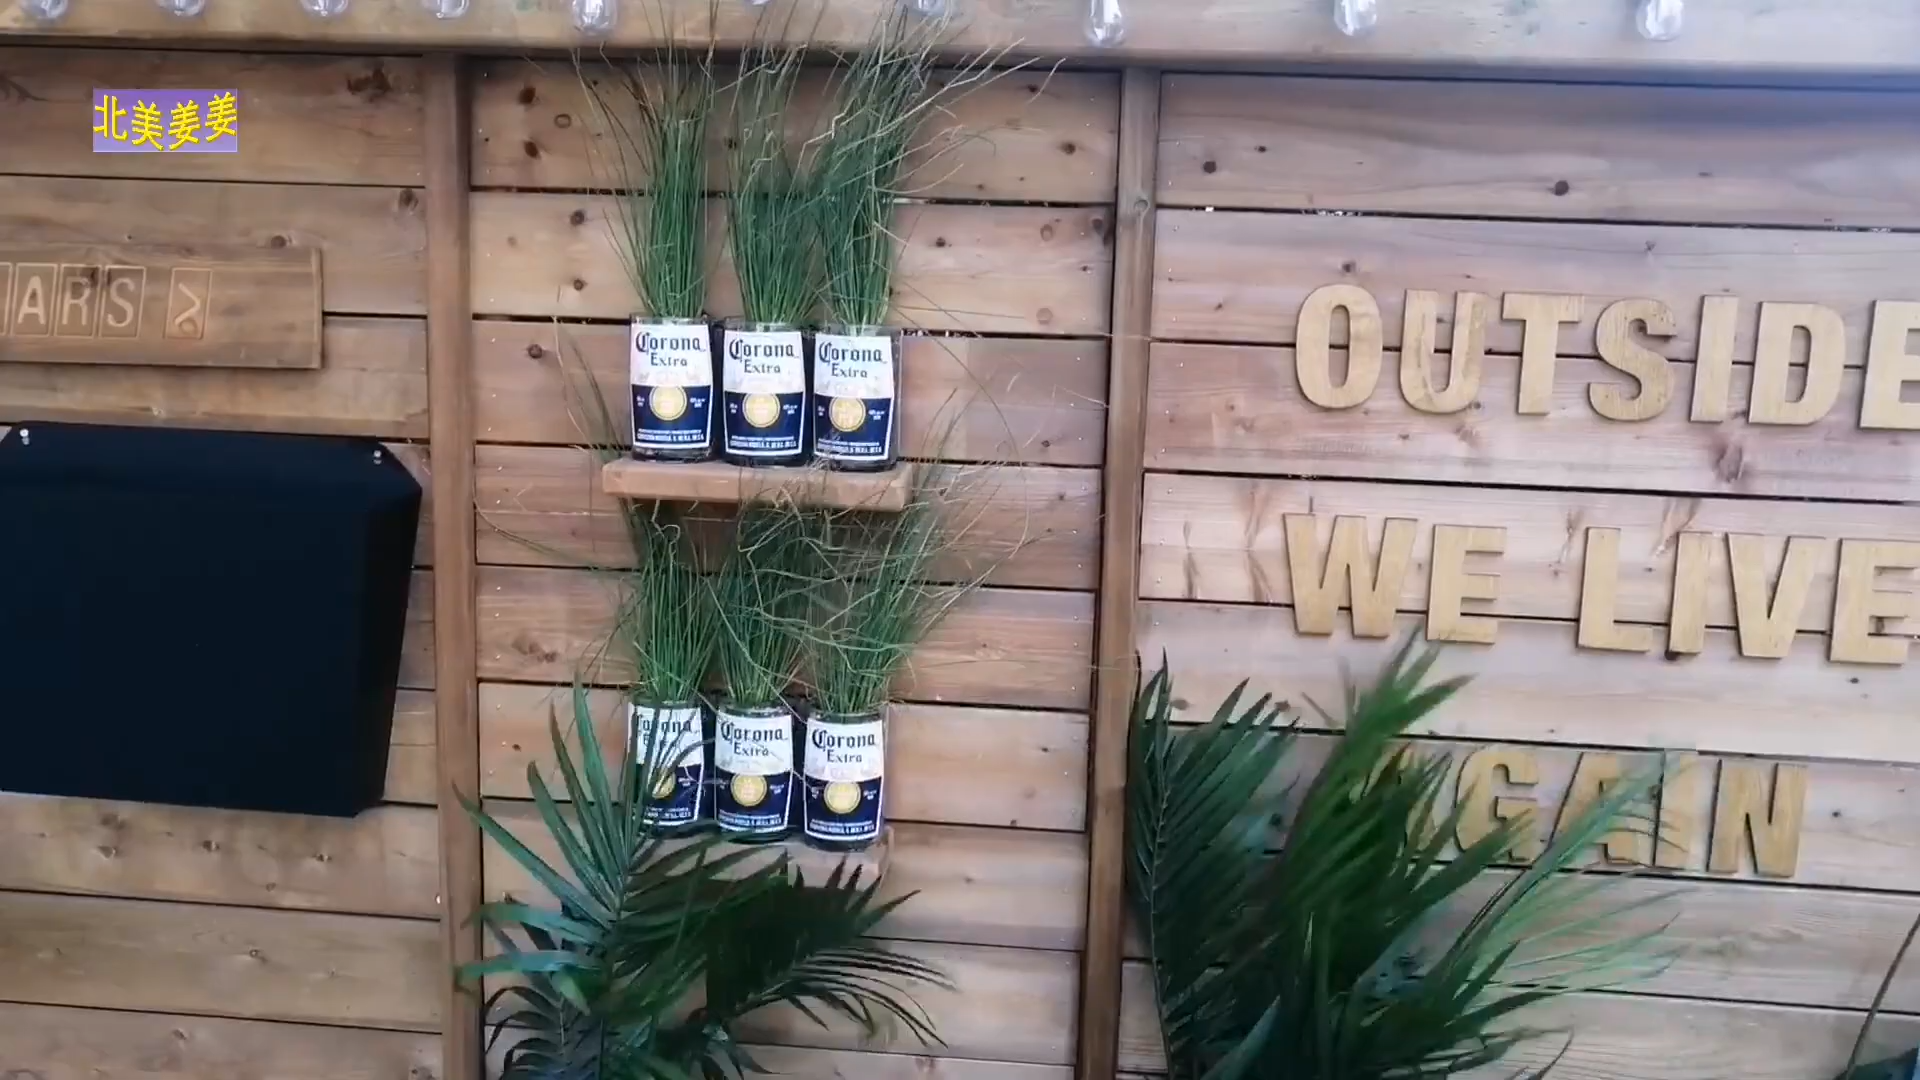 北美姜姜
ARS
Corona
Extra
Corona
Extra
Corona
Extra
OUTSIDE
WE LIVE
AGAIN
Corona
Corona
Extra
Corona
Extra